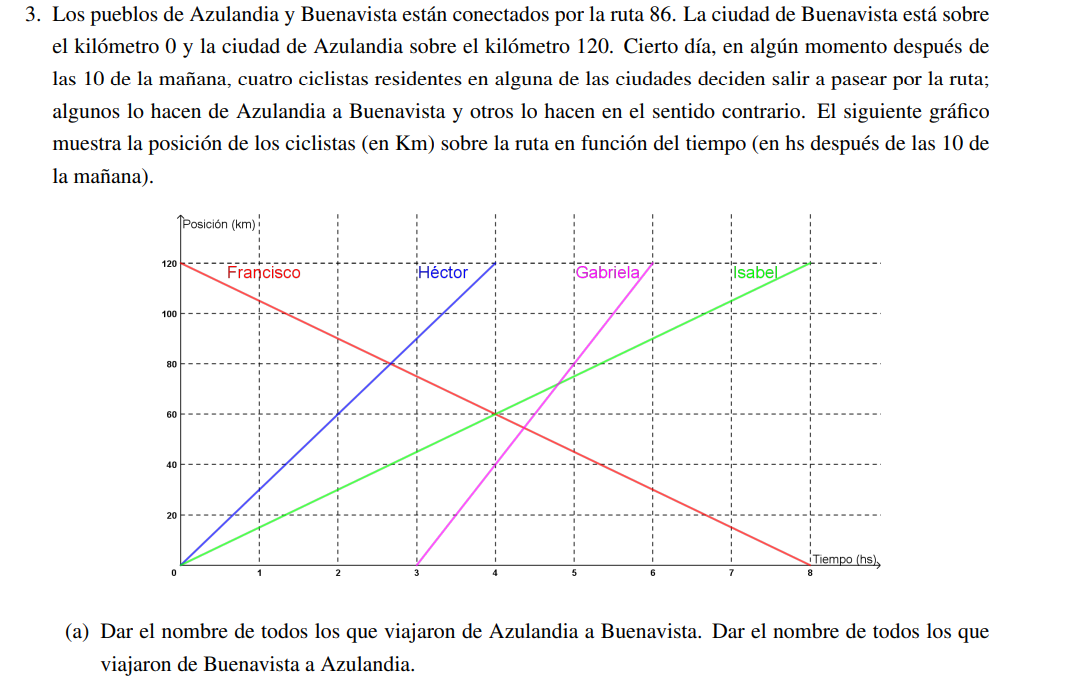 3. Los pueblos de Azulandia y Buenavista están conectados por la ruta 86. La ciudad de Buenavista está sobre
el kilómetro 0 y la ciudad de Azulandia sobre el kilómetro 120. Cierto día, en algún momento después de
las 10 de la mañana, cuatro ciclistas residentes en alguna de las ciudades deciden salir a pasear por la ruta;
algunos lo hacen de Azulandia a Buenavista y otros lo hacen en el sentido contrario. El siguiente gráfico
muestra la posición de los ciclistas (en Km) sobre la ruta en función del tiempo (en hs después de las 10 de
la mañana).
Posición (km)
120
Francisco
Héctor
Gabriela
Isabel
100
80
60
40
20
Tiempo (hs)
0 1 2 3 4 5 6 7 8
(a) Dar el nombre de todos los que viajaron de Azulandia a Buenavista. Dar el nombre de todos los que
viajaron de Buenavista a Azulandia.